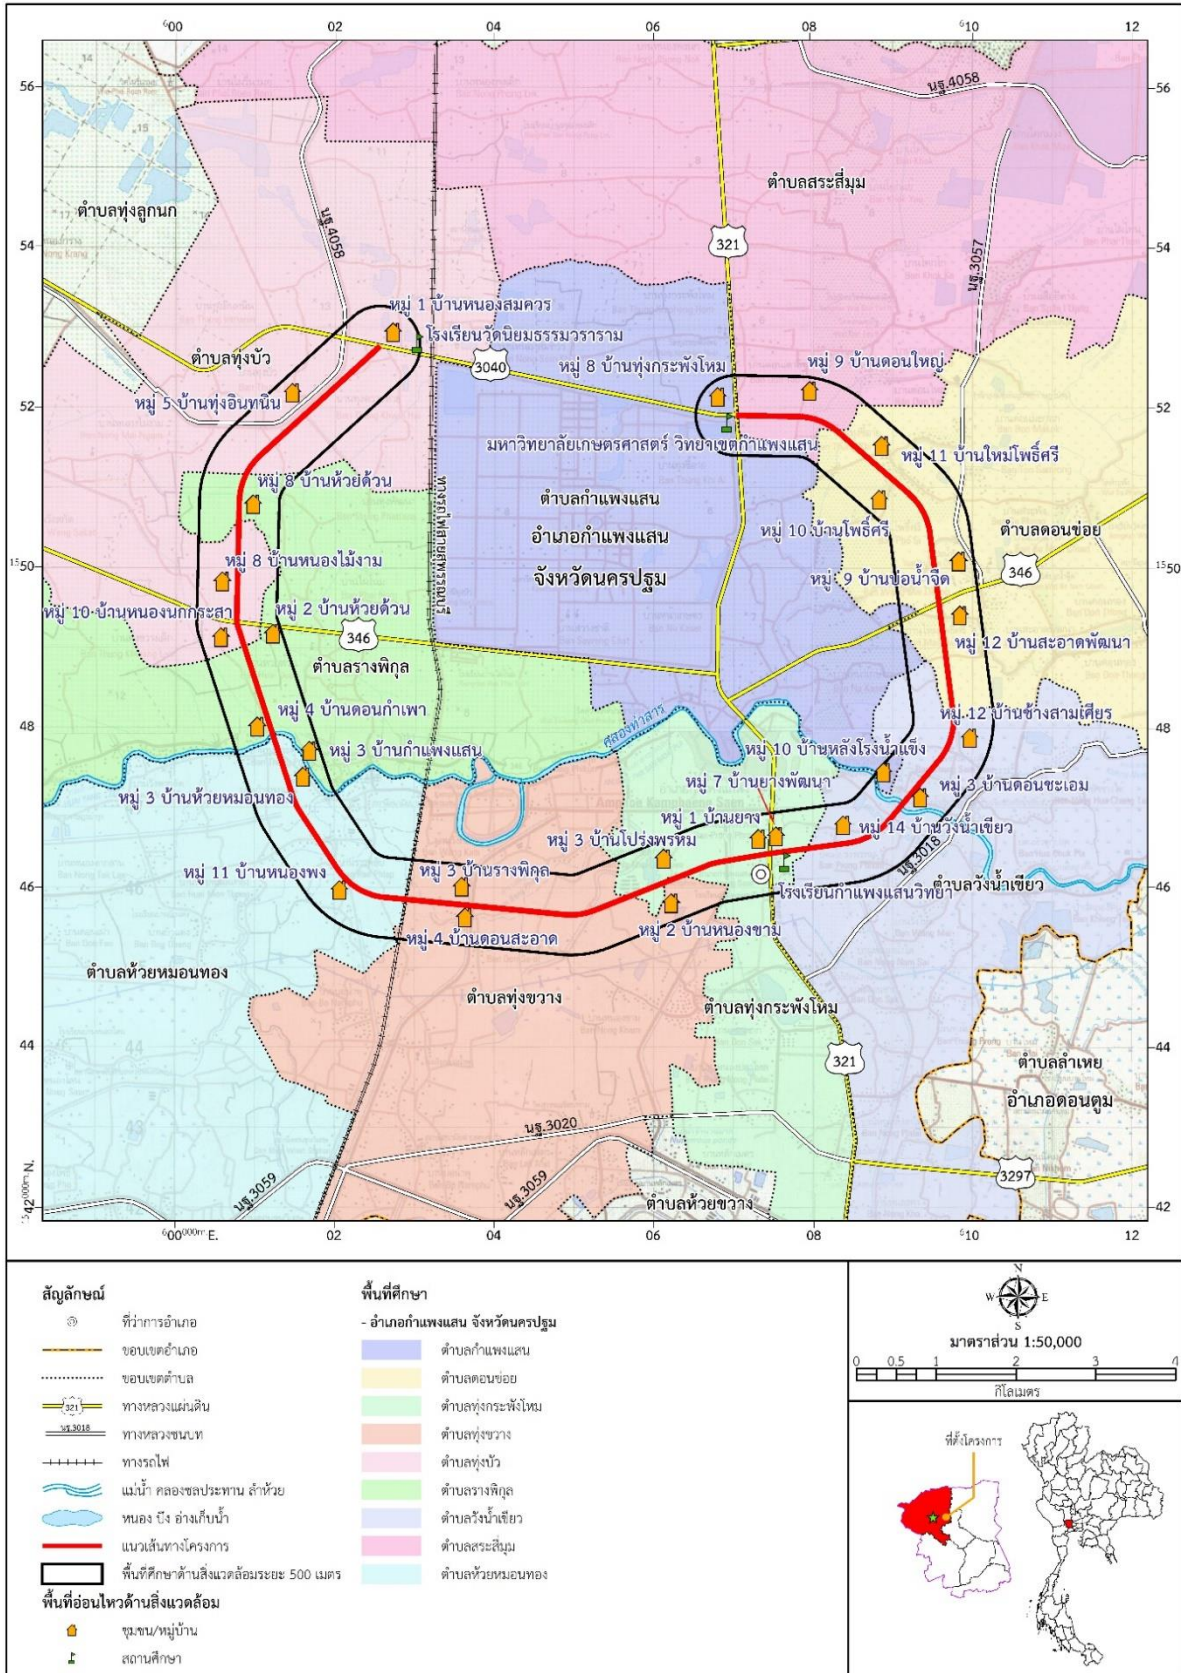 ⁶00 02 04 06 08 ⁶10 12
56 56
นฐ.4058
ตำบลสระสี่มุม
ตำบลทุ่งลูกนก
นฐ.4058
นฐ.3057
54 321 54
หมู่ 1 บ้านหนองสมควร
โรงเรียนวัดนิยมธรรมวราราม
ตำบลทุ่งบัว
3040
หมู่ 8 บ้านทุ่งกระพังโหม
หมู่ 9 บ้านดอนใหญ่
หมู่ 5 บ้านทุ่งอินทนิน
52 52
มหาวิทยาลัยเกษตรศาสตร์ วิทยาเขตกำแพงแสน
หมู่ 11 บ้านใหม่โพธิ์ศรี
หมู่ 8 บ้านห้วยด้วน
ทางรถไฟสายสุพรรณบุรี
ตำบลกำแพงแสน
หมู่ 10 บ้านโพธิ์ศรี
ตำบลดอนข่อย
อำเภอกำแพงแสน
หมู่ 8 บ้านหนองไม้งาม
จังหวัดนครปฐม
หมู่ 9 บ้านบ่อน้ำจืด
346
¹⁵50 ¹⁵50
หมู่ 10 บ้านหนองนกกระสา
หมู่ 2 บ้านห้วยด้วน
346
หมู่ 12 บ้านสะอาดพัฒนา
ตำบลรางพิกุล
48 48
หมู่ 4 บ้านดอนกำเพา
คูสองท่าสาร
หมู่ 12 บ้านช้างสามเศียร
หมู่ 3 บ้านกำแพงแสน
หมู่ 10 บ้านหลังโรงน้ำแข็ง
หมู่ 7 บ้านยางพัฒนา
หมู่ 3 บ้านห้วยหมอนทอง
หมู่ 3 บ้านดอนชะเอม
หมู่ 1 บ้านยาง
หมู่ 14 บ้านวังน้ำเขียว
หมู่ 3 บ้านโปร่งพรหม
นฐ.3018
หมู่ 11 บ้านหนองพง
หมู่ 3 บ้านรางพิกุล
ตำบลวังน้ำเขียว
46 46
โรงเรียนกำแพงแสนวิทยา
หมู่ 4 บ้านดอนสะอาด
หมู่ 2 บ้านหนองขาม
ตำบลห้วยหมอนทอง
ตำบลทุ่งขวาง
ตำบลทุ่งกระพังโหม
44 44
321
ตำบลลำเหย
อำเภอดอนตูม
นฐ.3020
นฐ.3059
นฐ.3059
3297
ตำบลห้วยขวาง
¹⁵42⁰⁰⁰ᵐN. 42
⁶00⁰⁰⁰ᵐE. 02 04 06 08 ⁶10 12
สัญลักษณ์
ที่ว่าการอำเภอ
ขอบเขตอำเภอ
ขอบเขตตำบล
321 ทางหลวงแผ่นดิน
นฐ.3018 ทางหลวงชนบท
ทางรถไฟ
แม่น้ำ คลองชลประทาน ลำห้วย
หนอง บึง อ่างเก็บน้ำ
แนวเส้นทางโครงการ
พื้นที่ศึกษาด้านสิ่งแวดล้อมระยะ 500 เมตร
พื้นที่อ่อนไหวด้านสิ่งแวดล้อม
ชุมชน/หมู่บ้าน
สถานศึกษา
พื้นที่ศึกษา
- อำเภอกำแพงแสน จังหวัดนครปฐม
ตำบลกำแพงแสน
ตำบลดอนข่อย
ตำบลทุ่งกระพังโหม
ตำบลทุ่งขวาง
ตำบลทุ่งบัว
ตำบลรางพิกุล
ตำบลวังน้ำเขียว
ตำบลสระสี่มุม
ตำบลห้วยหมอนทอง
N
W E
S
มาตราส่วน 1:50,000
0 0.5 1 2 3 4
กิโลเมตร
ที่ตั้งโครงการ